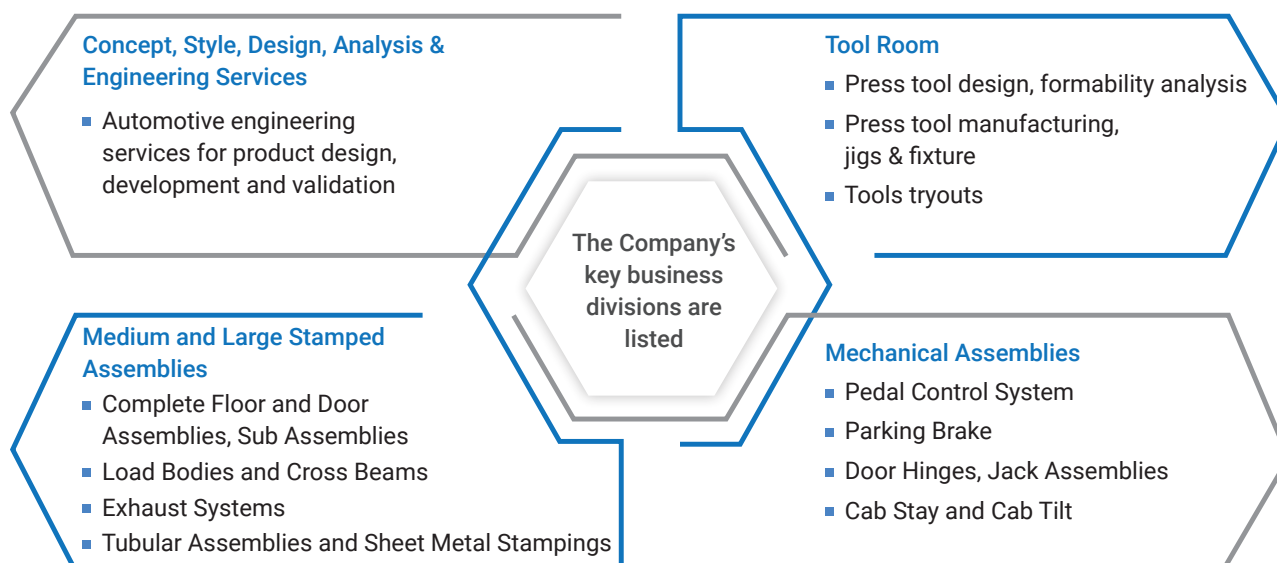 Concept, Style, Design, Analysis &
Engineering Services
Automotive engineering
services for product design,
development and validation
Tool Room
Press tool design, formability analysis
Press tool manufacturing,
jigs & fixture
Tools tryouts
The Company’s
key business
divisions are
listed
Medium and Large Stamped
Assemblies
Complete Floor and Door
Assemblies, Sub Assemblies
Load Bodies and Cross Beams
Exhaust Systems
Tubular Assemblies and Sheet Metal Stampings
Mechanical Assemblies
Pedal Control System
Parking Brake
Door Hinges, Jack Assemblies
Cab Stay and Cab Tilt